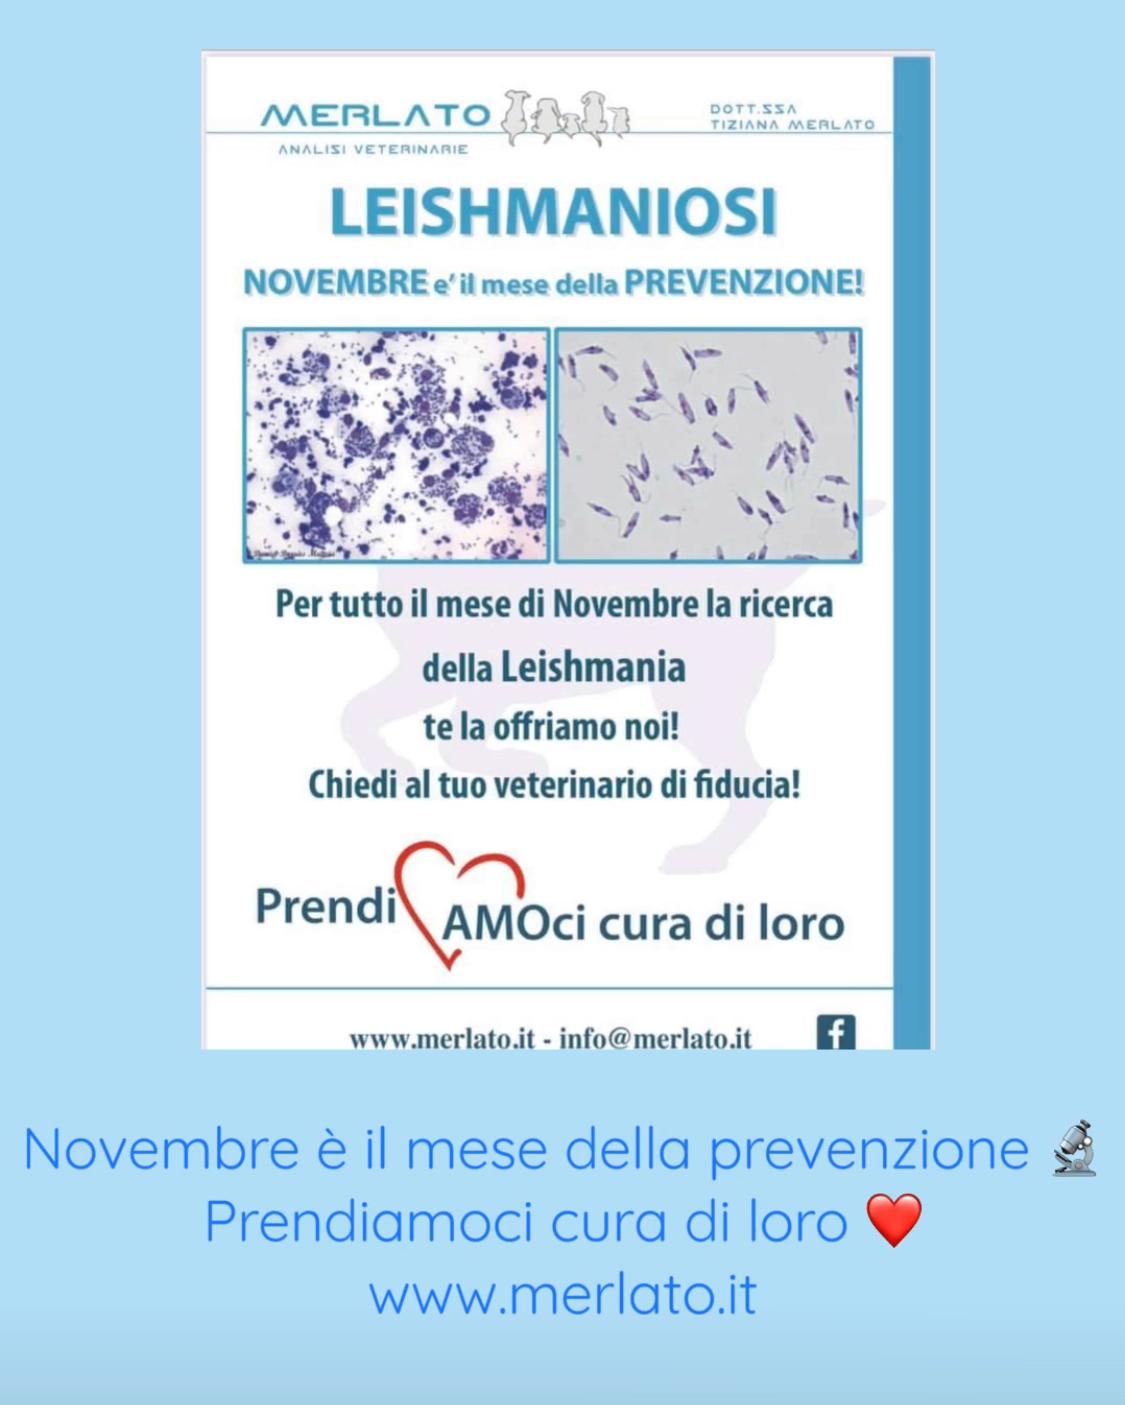 MERLATO
ANALISI VETERINARIE
DOTT.SSA
TIZIANA MERLATO
LEISHMANIOSI
NOVEMBRE e' il mese della PREVENZIONE!
Per tutto il mese di Novembre la ricerca
della Leishmania
te la offriamo noi!
Chiedi al tuo veterinario di fiducia!
Prendi AMOci cura di loro
www.merlato.it - info@merlato.it
f
Novembre è il mese della prevenzione 🔬
Prendiamoci cura di loro ❤️
www.merlato.it